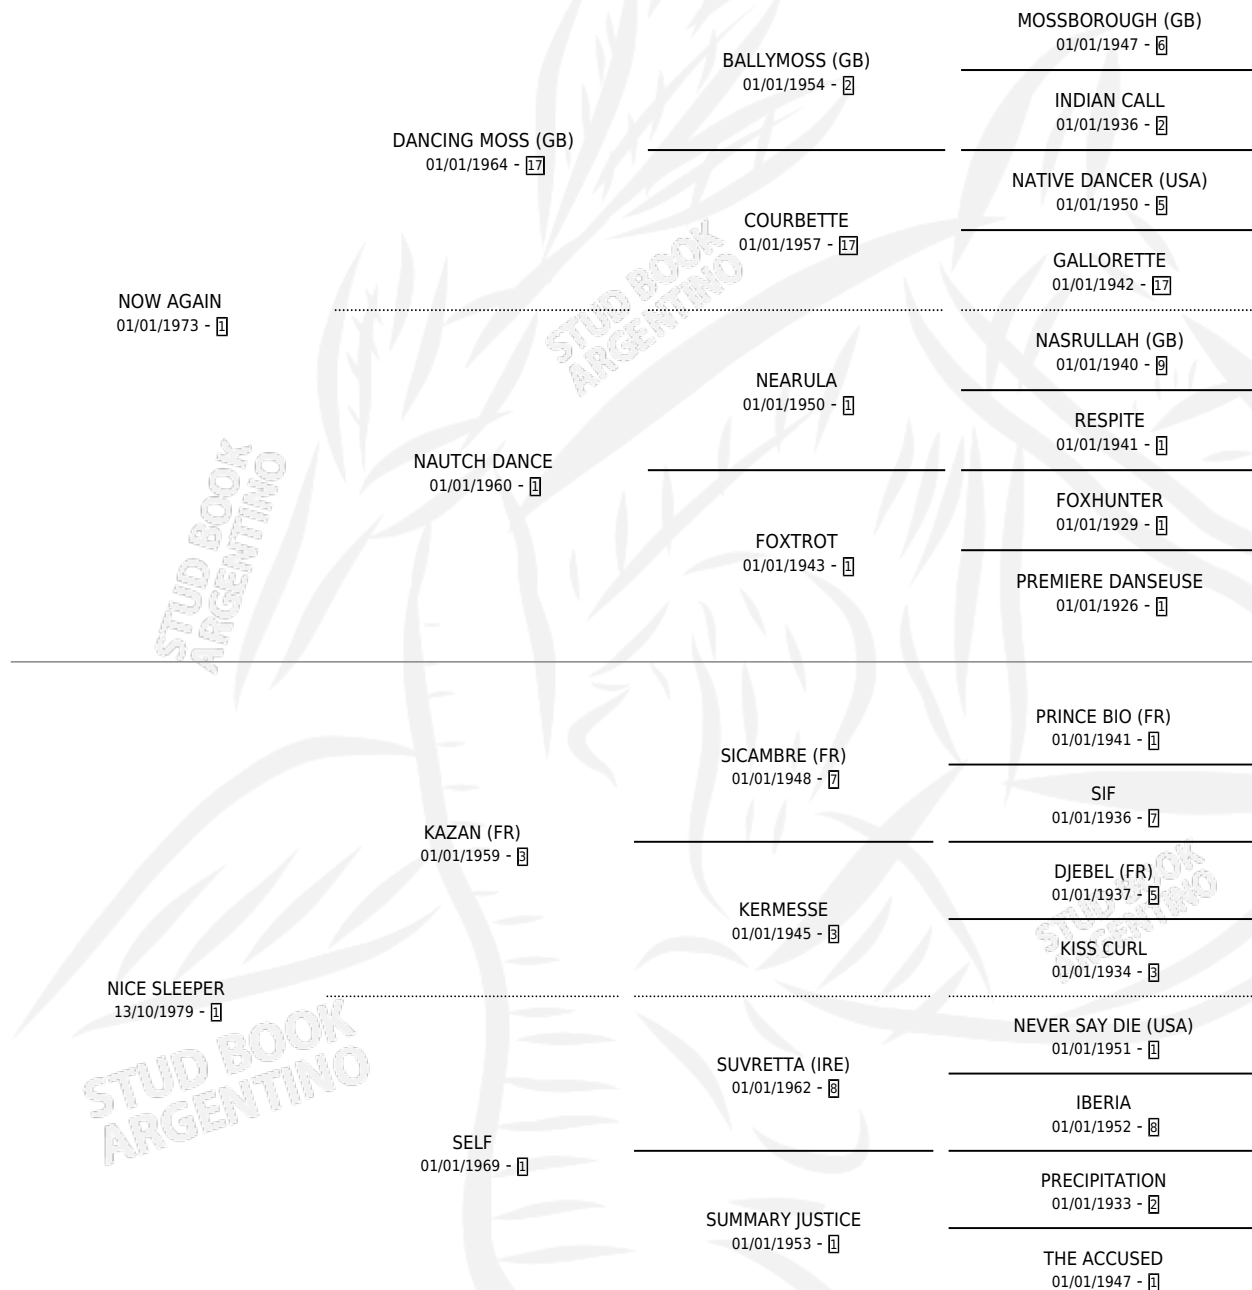 MOSSBOROUGH (GB)
01/01/1947 - 6
BALLYMOSS (GB)
01/01/1954 - 2
INDIAN CALL
01/01/1936 - 2
DANCING MOSS (GB)
01/01/1964 - 17
NATIVE DANCER (USA)
01/01/1950 - 5
COURBETTE
01/01/1957 - 17
GALLORETTE
01/01/1942 - 17
NOW AGAIN
01/01/1973 - 1
NASRULLAH (GB)
01/01/1940 - 9
NEARULA
01/01/1950 - 1
RESPITE
01/01/1941 - 1
NAUTCH DANCE
01/01/1960 - 1
FOXHUNTER
01/01/1929 - 1
FOXTROT
01/01/1943 - 1
PREMIERE DANSEUSE
01/01/1926 - 1
PRINCE BIO (FR)
01/01/1941 - 1
SICAMBRE (FR)
01/01/1948 - 7
SIF
01/01/1936 - 7
KAZAN (FR)
01/01/1959 - 3
DJEBEL (FR)
01/01/1937 - 5
KERMESSE
01/01/1945 - 3
KISS CURL
01/01/1934 - 3
NICE SLEEPER
13/10/1979 - 1
NEVER SAY DIE (USA)
01/01/1951 - 1
SUVRETTA (IRE)
01/01/1962 - 8
IBERIA
01/01/1952 - 8
SELF
01/01/1969 - 1
PRECIPITATION
01/01/1933 - 2
SUMMARY JUSTICE
01/01/1953 - 1
THE ACCUSED
01/01/1947 - 1
STUD BOOK
ARGENTINO
STUD BOOK
ARGENTINO
STUD BOOK
ARGENTINO
STUD BOOK
ARGENTINO